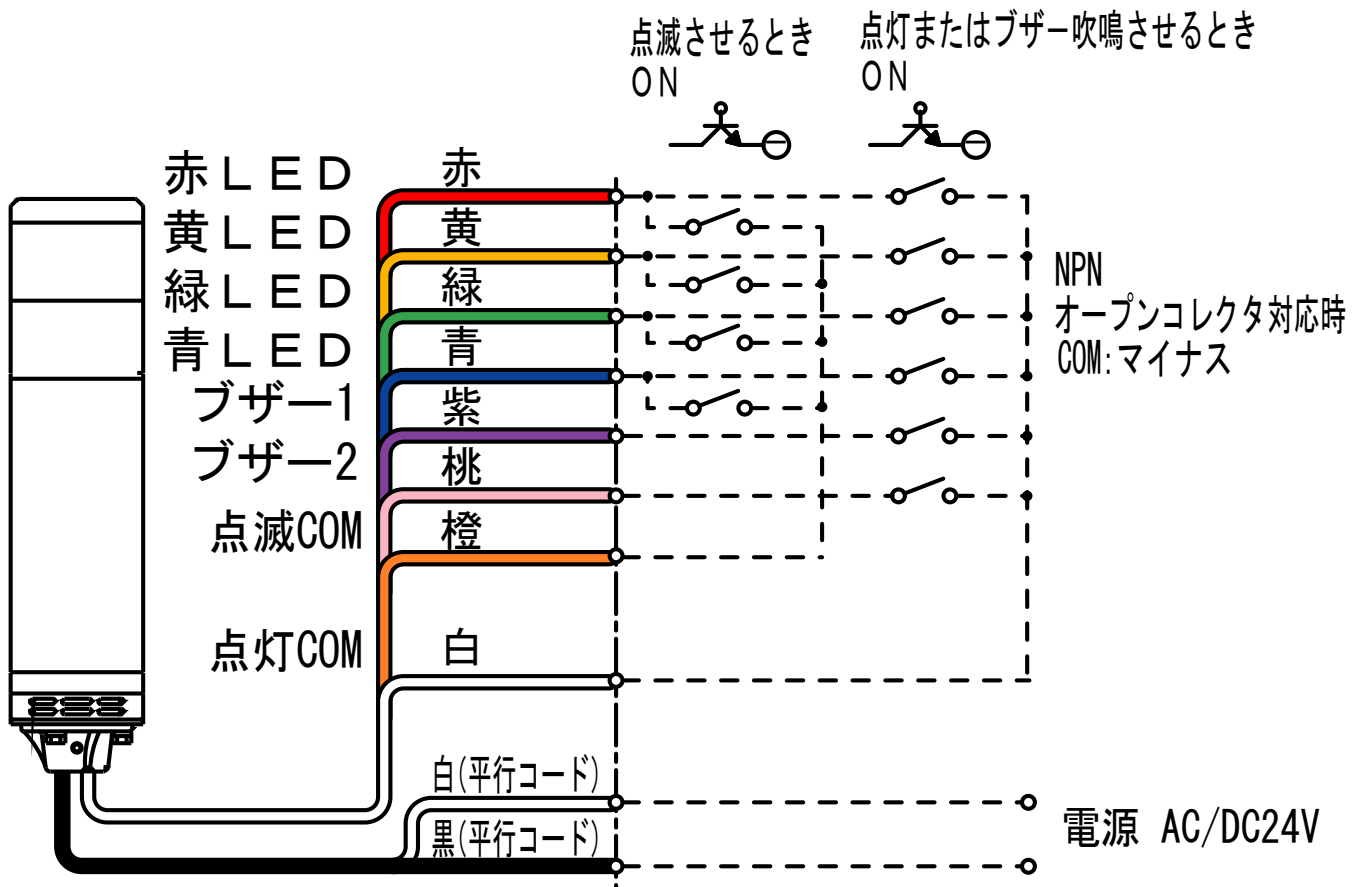 点滅させるとき
ON
点灯またはブザー吹鳴させるとき
ON
赤LED
赤
黄LED
黄
緑LED
緑
青LED
青
ブザー1
紫
ブザー2
桃
点滅COM
橙
点灯COM
白
NPN
オープンコレクタ対応時
COM:マイナス
白(平行コード)
黒(平行コード)
電源 AC/DC24V